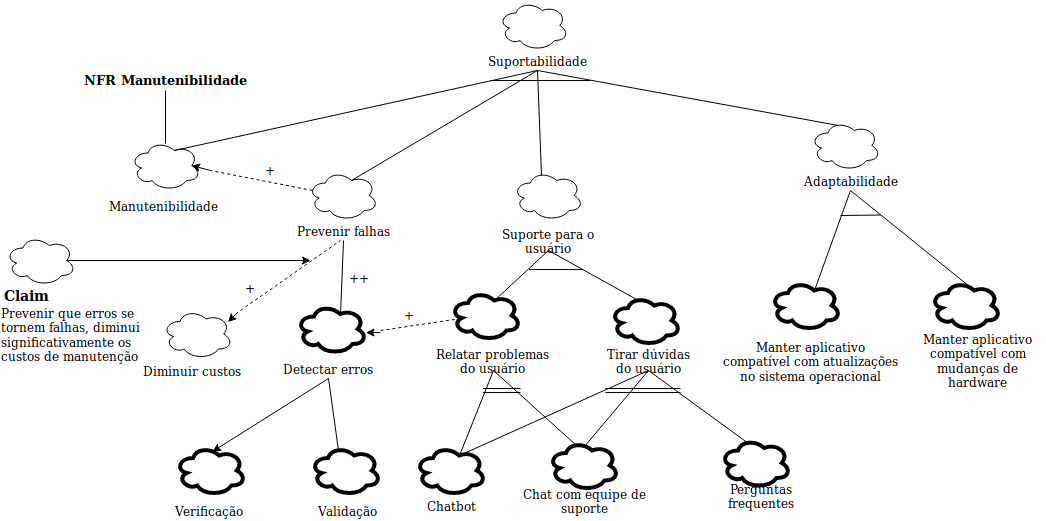 Suportabilidade
NFR Manutenibilidade
+
Manutenibilidade
Adaptabilidade
Prevenir falhas
Suporte para o
usuário
Claim
Prevenir que erros se
tornem falhas, diminui
significativamente os
custos de manutenção
+
++
+
Diminuir custos
Detectar erros
Relatar problemas
do usuário
Tirar dúvidas
do usuário
Manter aplicativo
compatível com atualizações
no sistema operacional
Manter aplicativo
compatível com
mudanças de
hardware
Verificação
Validação
Chatbot
Chat com equipe de
suporte
Perguntas
frequentes